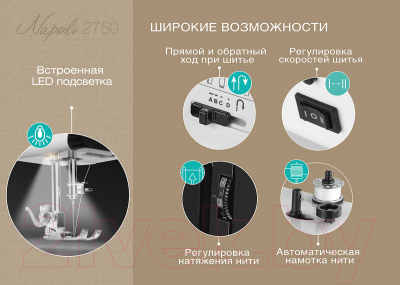 Napoli 2750
ШИРОКИЕ ВОЗМОЖНОСТИ
Встроенная
LED подсветка
Прямой и обратный
ход при шитье
ABC D
Регулировка
скоростей шитья
Регулировка
натяжения нити
Автоматическая
намотка нити